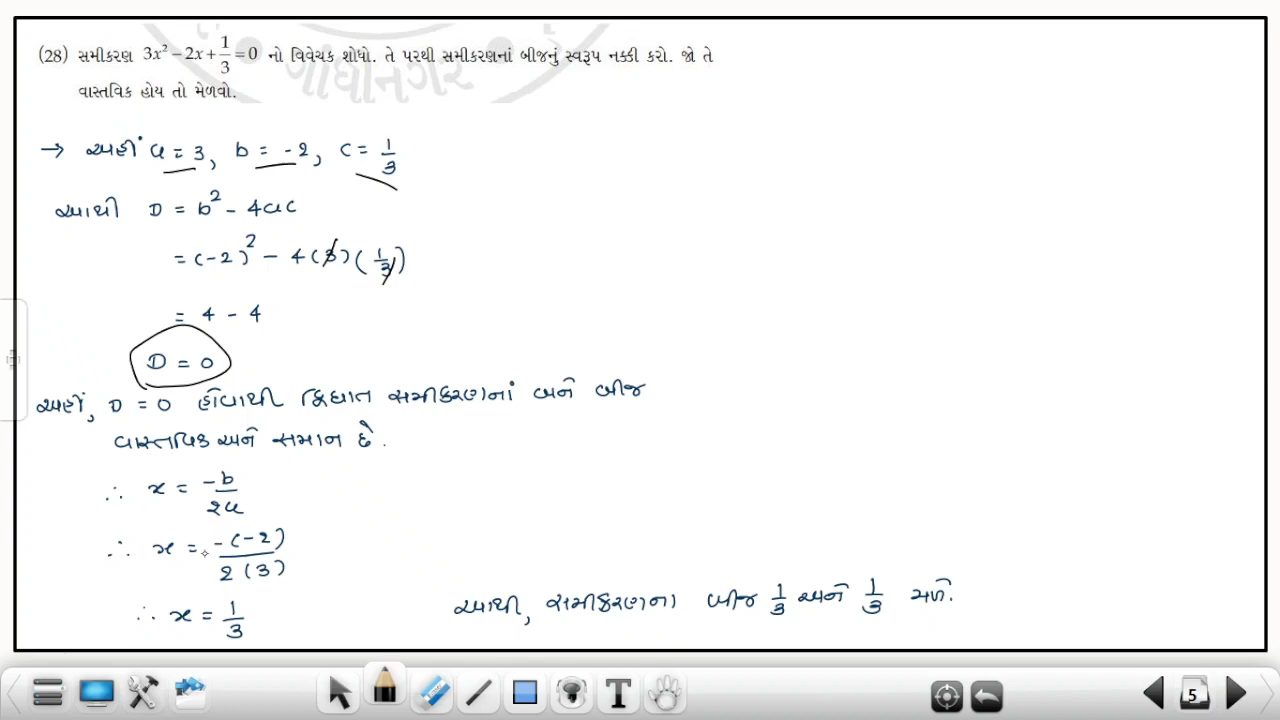 (28) સમીકરણ 3x² − 2x + 1/3 = 0 નો વિવેચક શોધો. તે પરથી સમીકરણનાં બીજનું સ્વરૂપ નક્કી કરો. જો તે
વાસ્તવિક હોય તો મેળવો.
ગાંધીનગર
→ અહીં a = 3, b = -2, c = 1/3
આથી D = b² - 4ac
= (-2)² - 4(3)(1/3)
= 4 - 4
D = 0
અહીં, D = 0 હોવાથી દ્વિઘાત સમીકરણનાં બંને બીજ
વાસ્તવિક અને સમાન છે.
∴ x = -b/2a
∴ x = -(-2)/2(3)
∴ x = 1/3
આથી, સમીકરણના બીજ 1/3 અને 1/3 મળે.
5